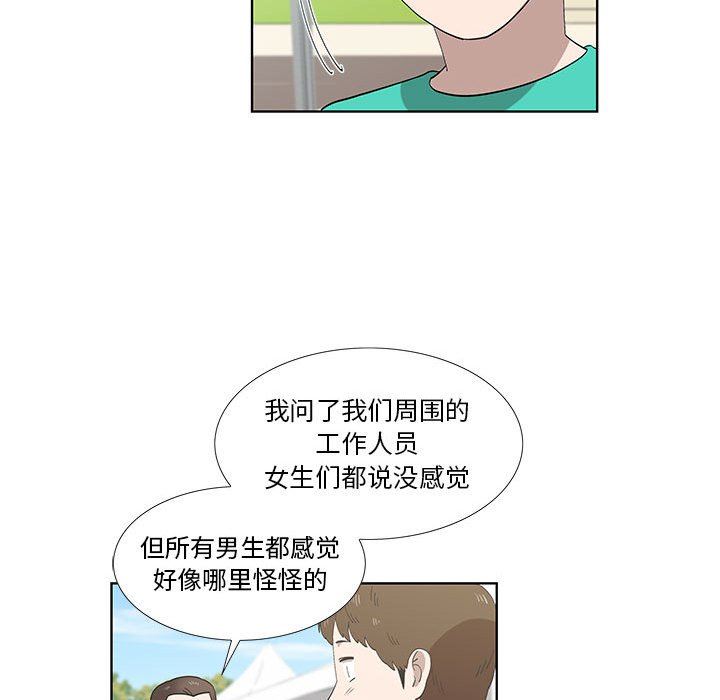 我问了我们周围的
工作人员
女生们都说没感觉
但所有男生都感觉
好像哪里怪怪的